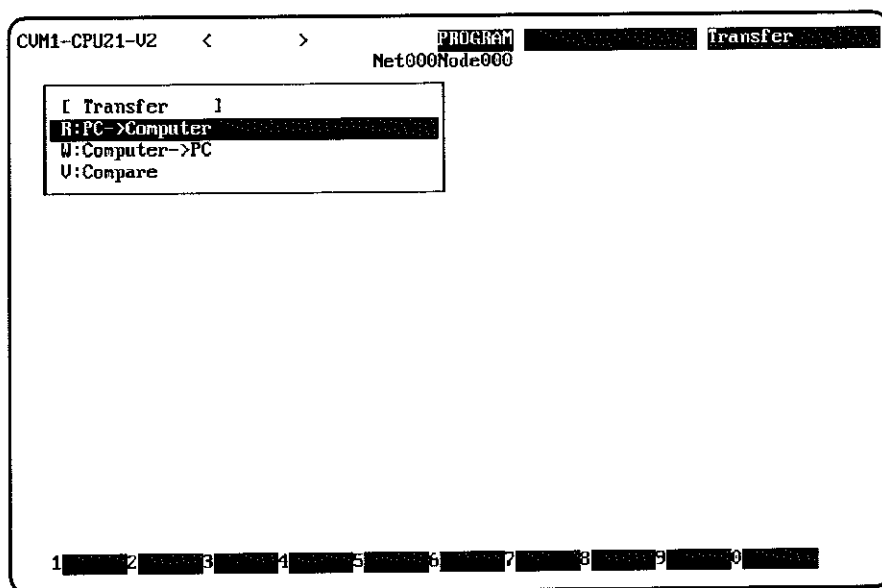 CVM1-CPU21-V2 < > PROGRAM Transfer
Net000Node000
[ Transfer ]
R:PC->Computer
W:Computer->PC
V:Compare
1 2 3 4 5 6 7 8 9 0